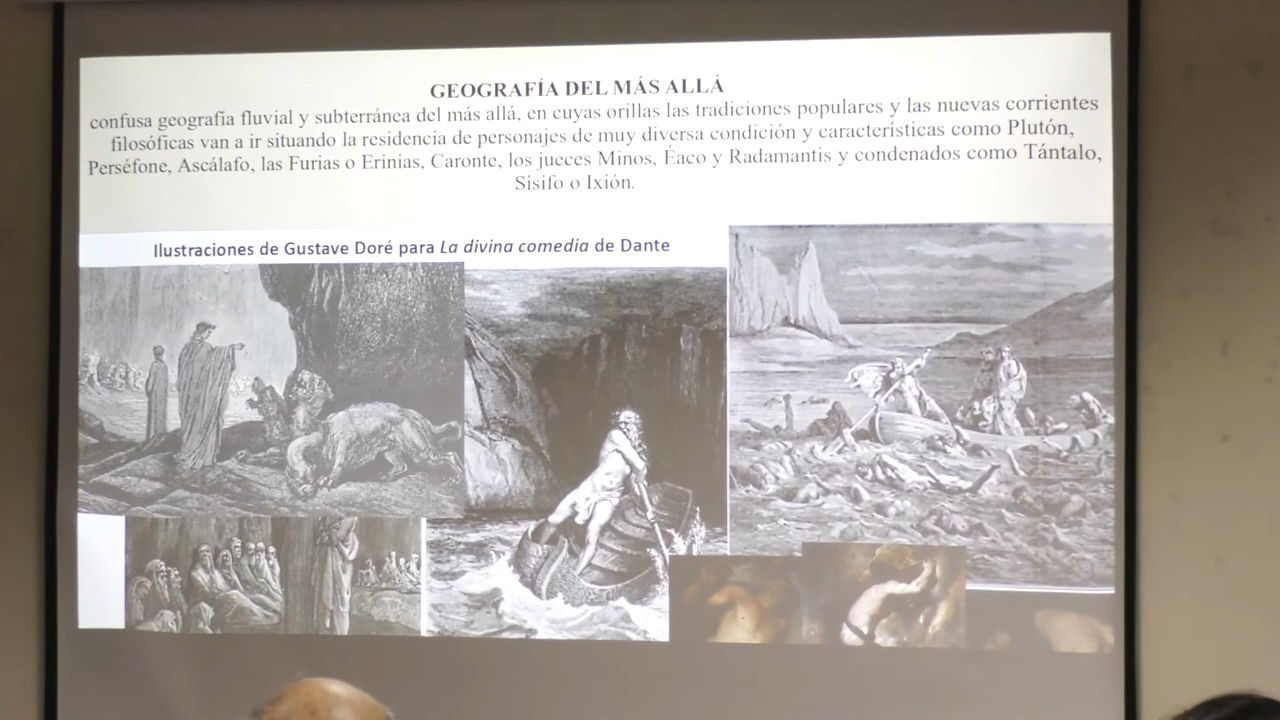 GEOGRAFÍA DEL MÁS ALLÁ
confusa geografía fluvial y subterránea del más allá, en cuyas orillas las tradiciones populares y las nuevas corrientes
filosóficas van a ir situando la residencia de personajes de muy diversa condición y características como Plutón,
Perséfone, Ascálafo, las Furias o Erinias, Caronte, los jueces Minos, Éaco y Radamantis y condenados como Tántalo,
Sísifo o Ixión.
Ilustraciones de Gustave Doré para La divina comedia de Dante